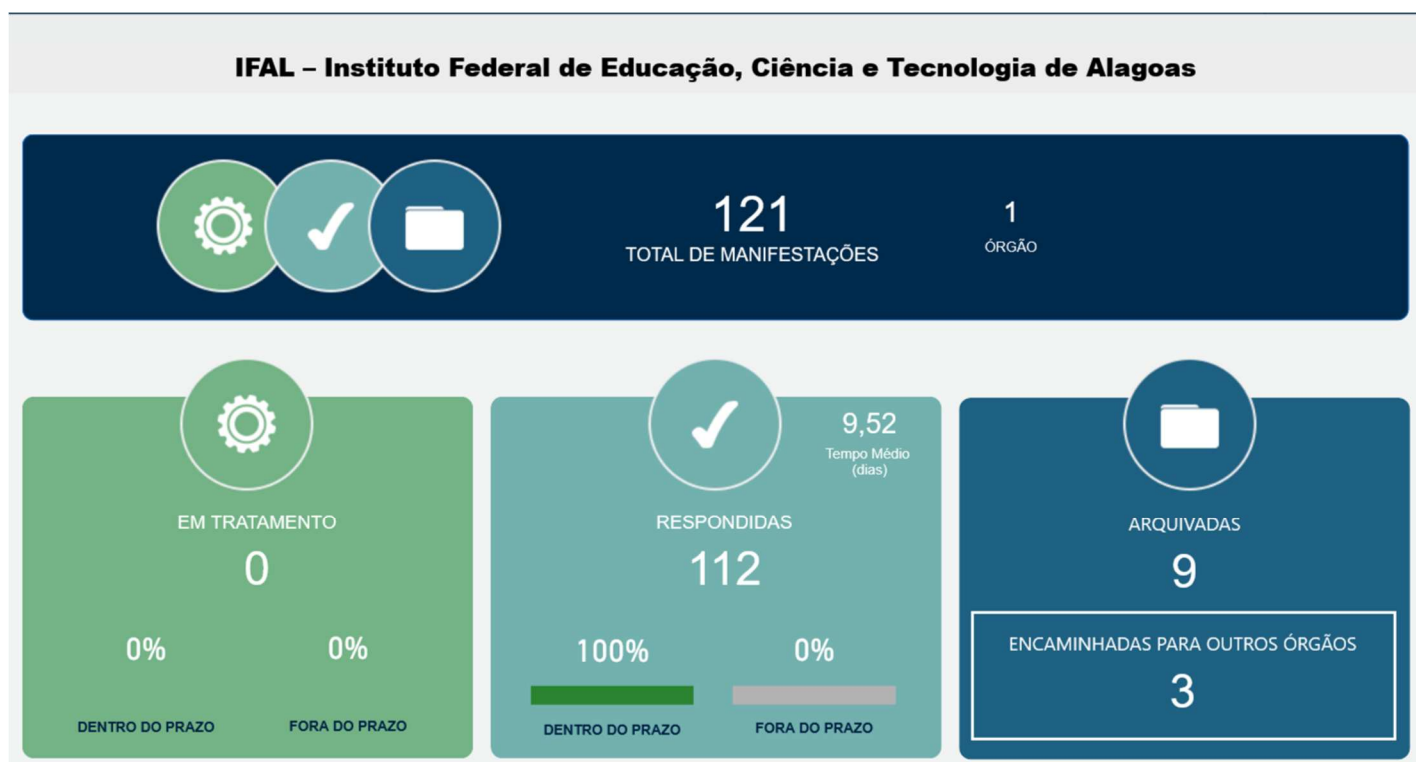 IFAL – Instituto Federal de Educação, Ciência e Tecnologia de Alagoas
121
TOTAL DE MANIFESTAÇÕES
1
ÓRGÃO
EM TRATAMENTO
0
0%
0%
DENTRO DO PRAZO
FORA DO PRAZO
9,52
Tempo Médio
(dias)
RESPONDIDAS
112
100%
0%
DENTRO DO PRAZO
FORA DO PRAZO
ARQUIVADAS
9
ENCAMINHADAS PARA OUTROS ÓRGÃOS
3